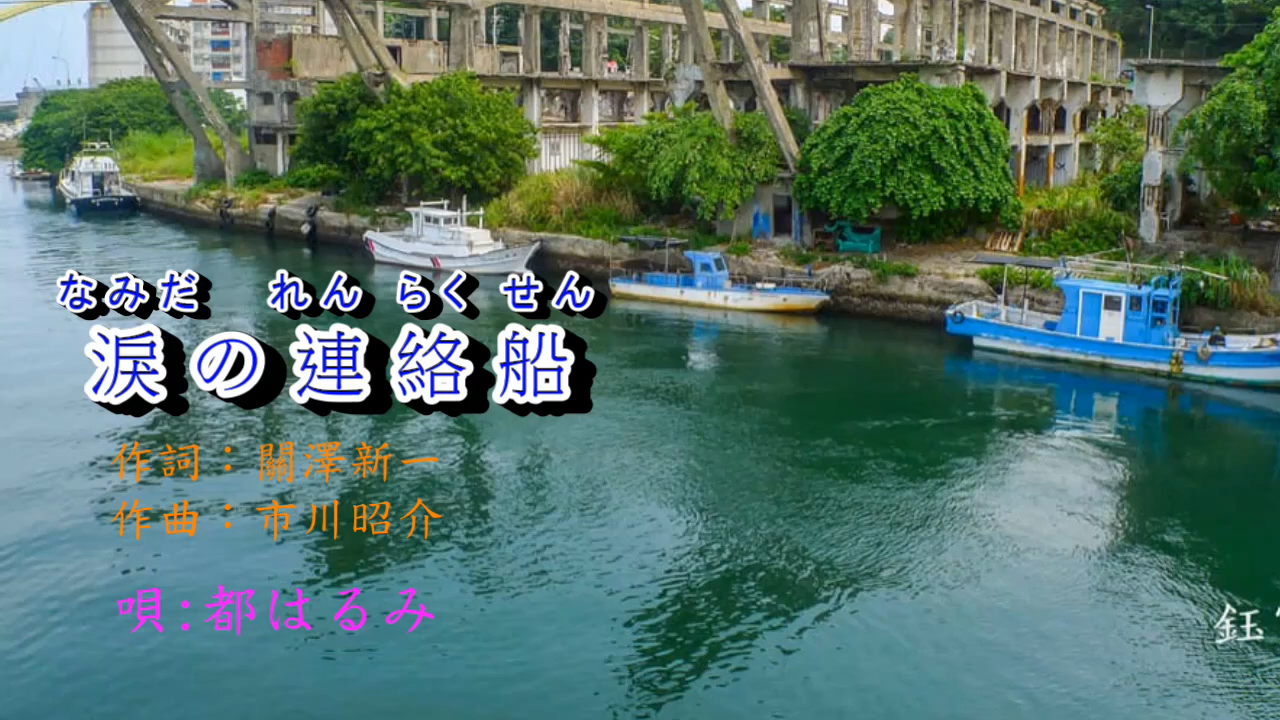 なみだ れんらくせん
涙の連絡船
作詞：關澤新一
作曲：市川昭介
唄:都はるみ
鈺